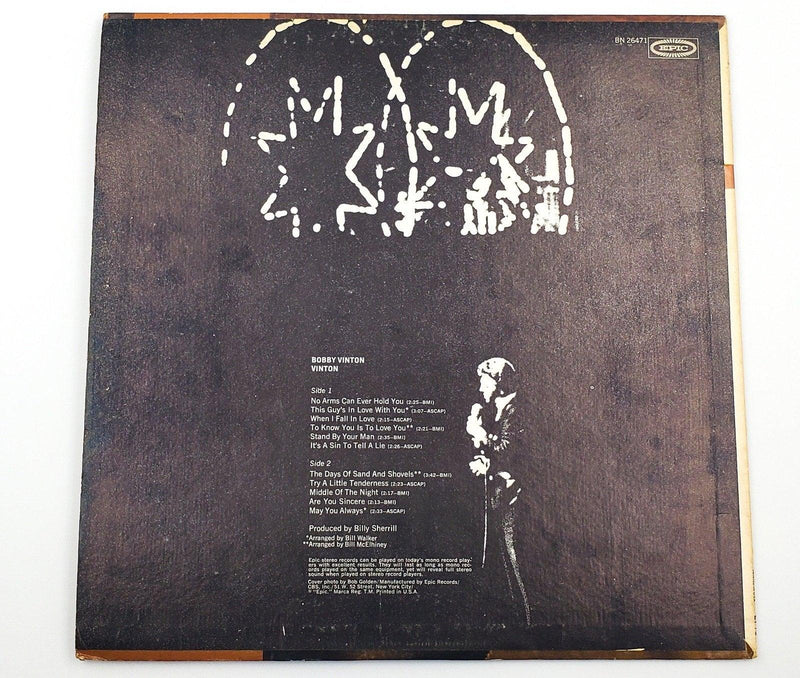 BN 26471 EPIC
BOBBY VINTON
VINTON
Side 1
No Arms Can Ever Hold You (2:25—BMI)
This Guy's In Love With You* (3:07—ASCAP)
When I Fall In Love (2:15—ASCAP)
To Know You Is To Love You** (2:21—BMI)
Stand By Your Man (2:35—BMI)
It's A Sin To Tell A Lie (2:26—ASCAP)
Side 2
The Days Of Sand And Shovels** (3:42—BMI)
Try A Little Tenderness (2:23—ASCAP)
Middle Of The Night (2:17—BMI)
Are You Sincere (2:13—BMI)
May You Always* (2:33—ASCAP)
Produced by Billy Sherrill
*Arranged by Bill Walker
**Arranged by Bill McElhiney
Epic stereo records can be played on today's mono record play-
ers with excellent results. They will last as long as mono rec-
ords played on the same equipment, yet will reveal full stereo
sound when played on stereo record players.
Cover photo by Bob Golden/Manufactured by Epic Records/
CBS, Inc./51 W. 52 Street, New York City/
® "Epic," Marca Reg. T.M. Printed in U.S.A.